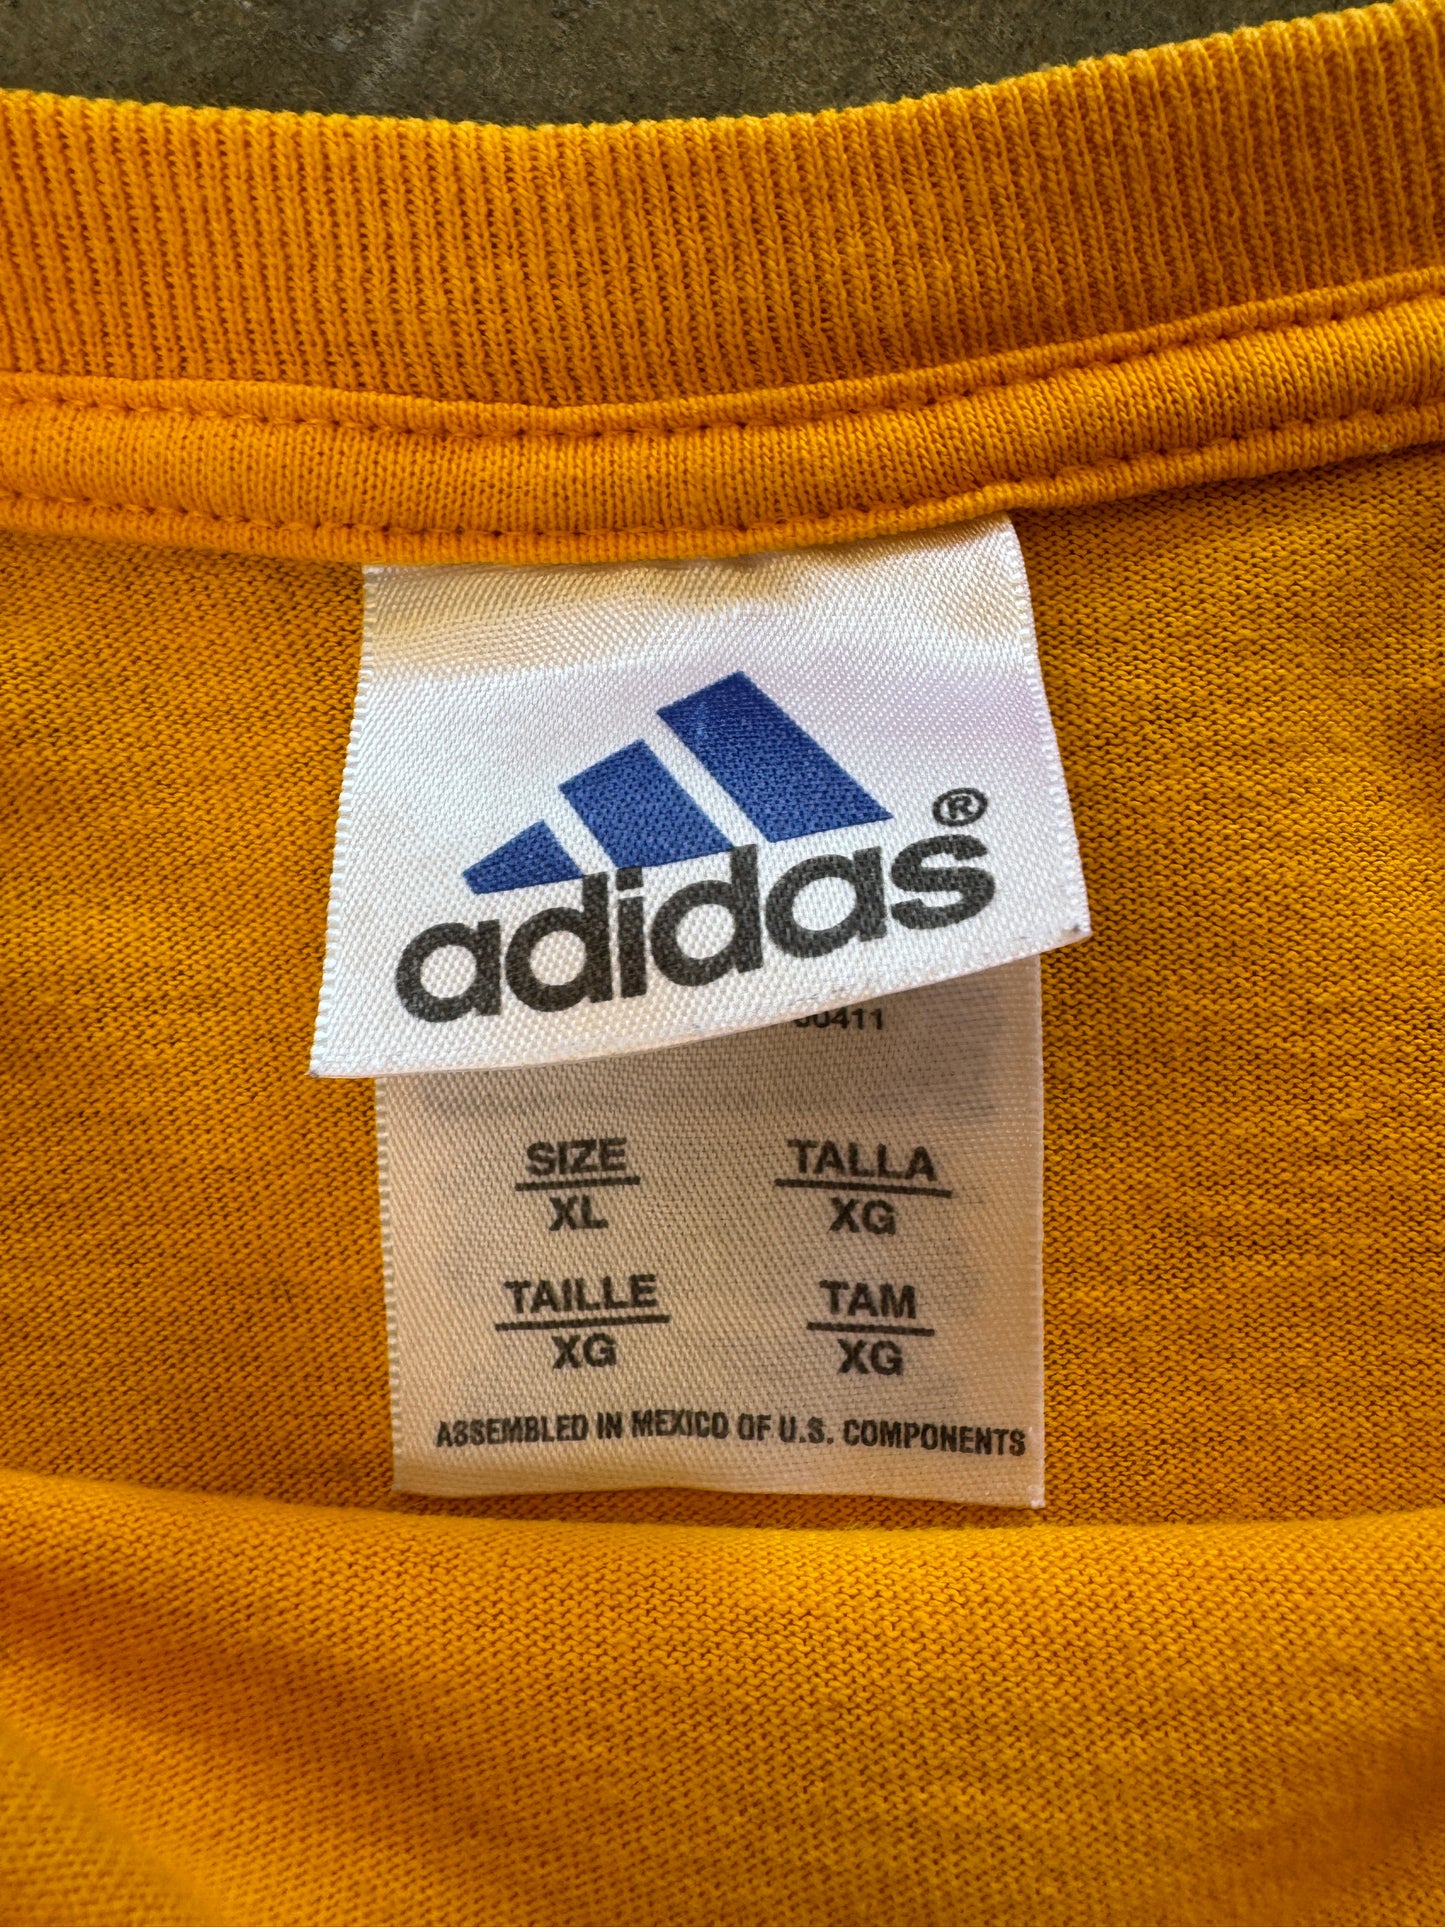 adidas®
SIZE TALLA
XL XG
TAILLE TAM
XG XG
ASSEMBLED IN MEXICO OF U.S. COMPONENTS